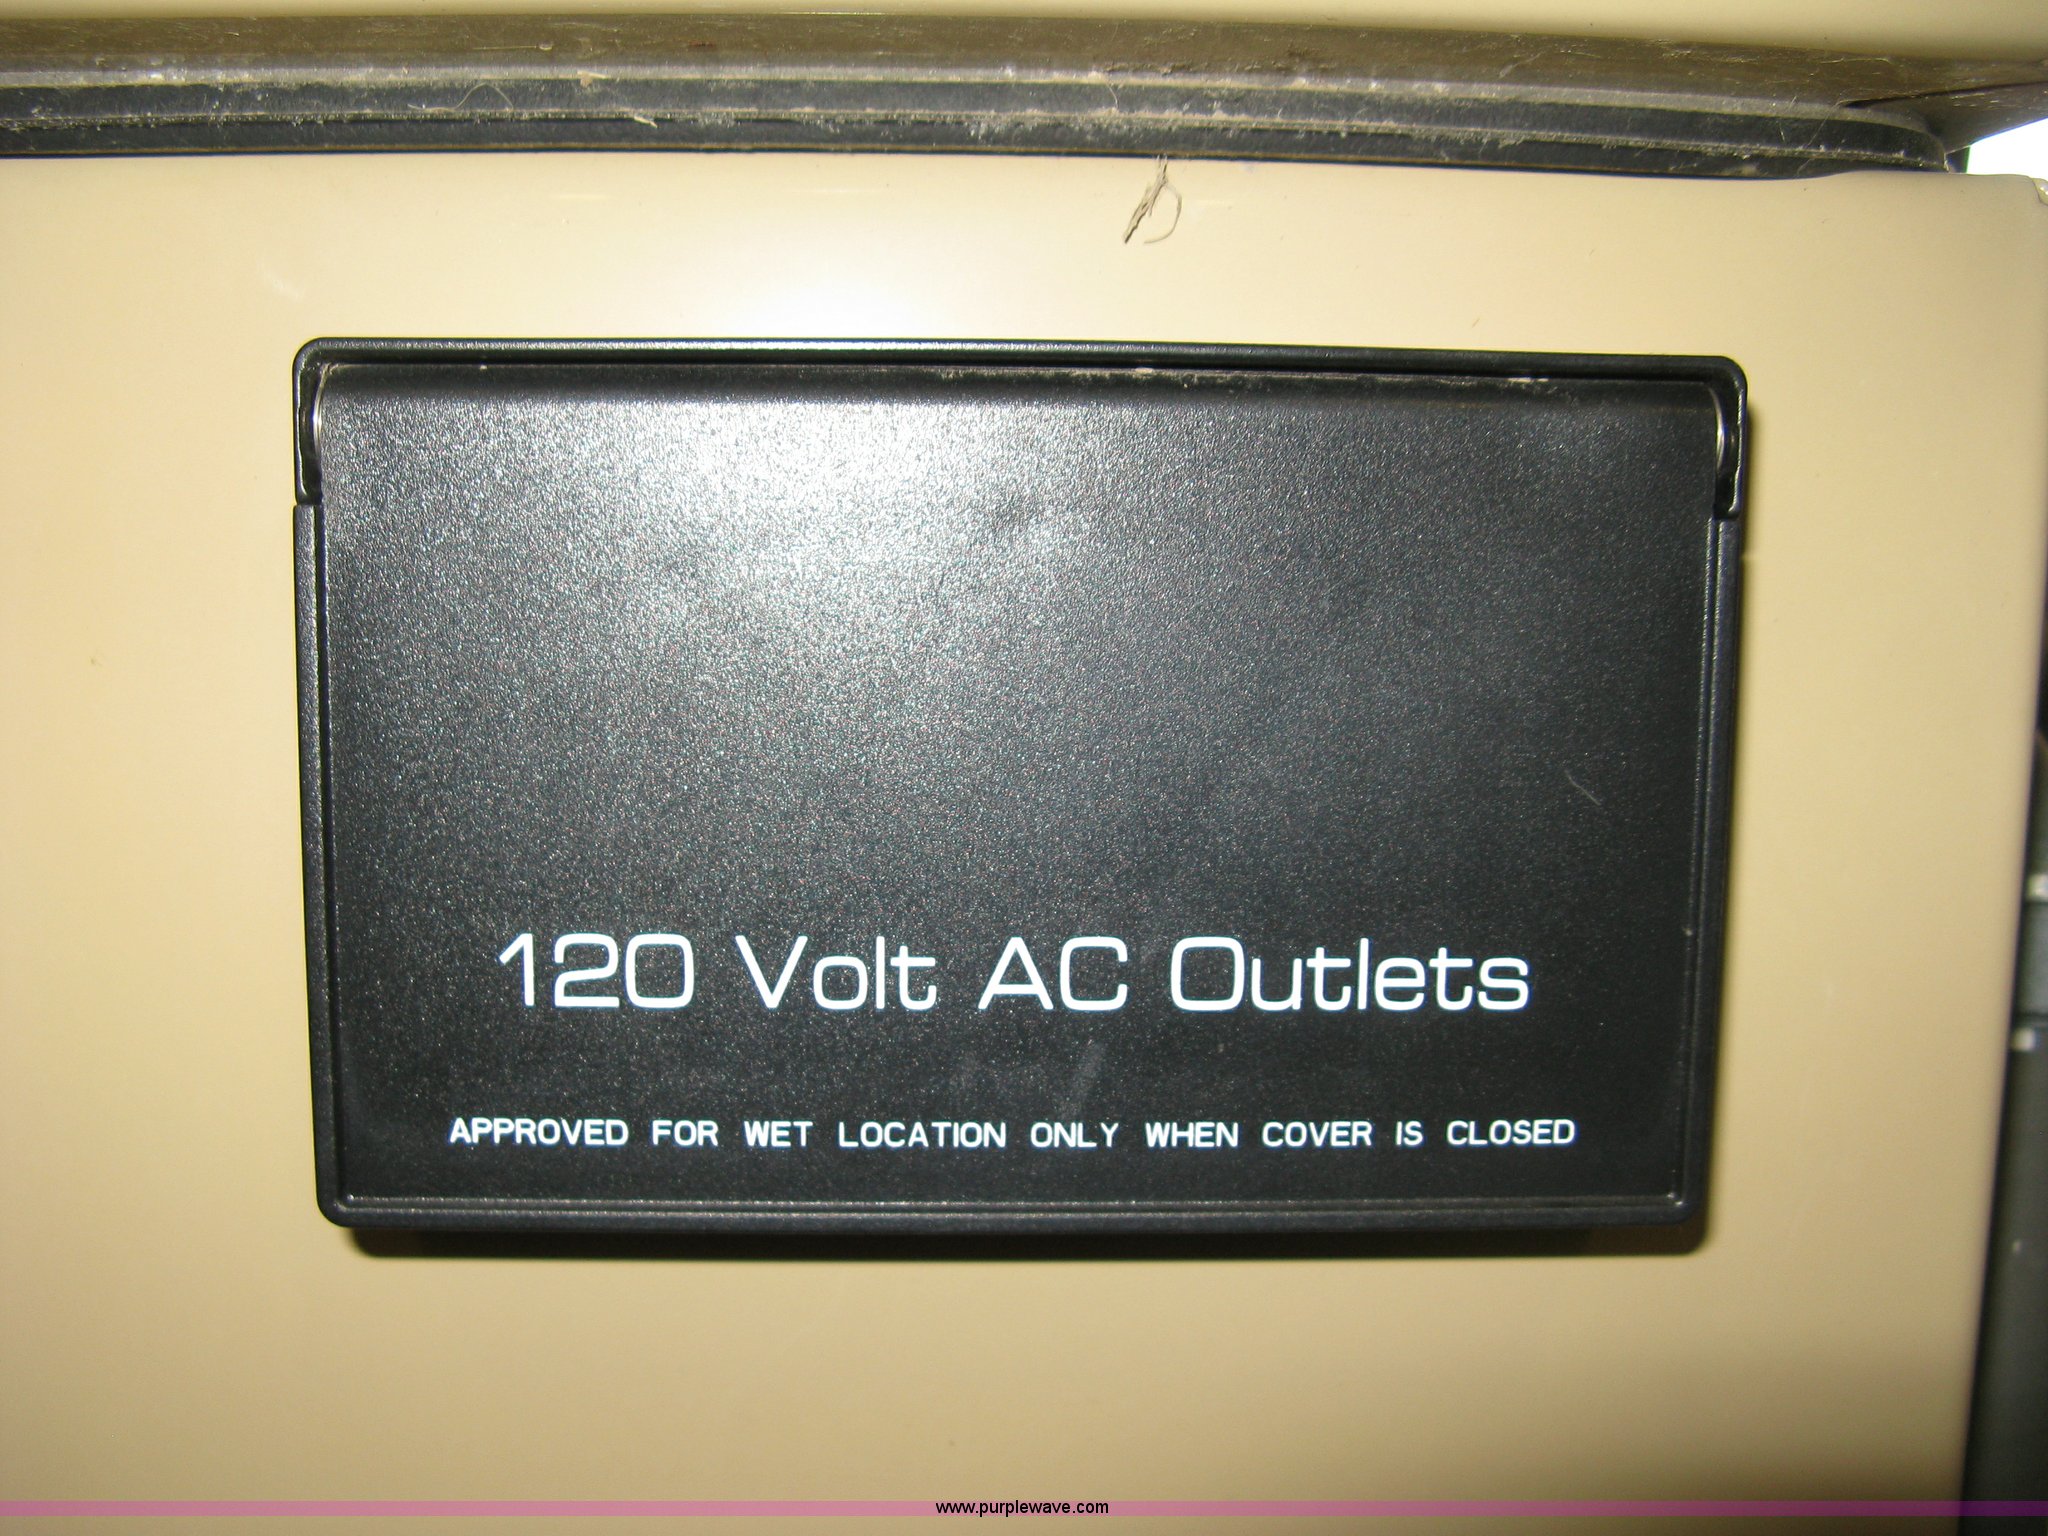 120 Volt AC Outlets
APPROVED FOR WET LOCATION ONLY WHEN COVER IS CLOSED
www.purplewave.com